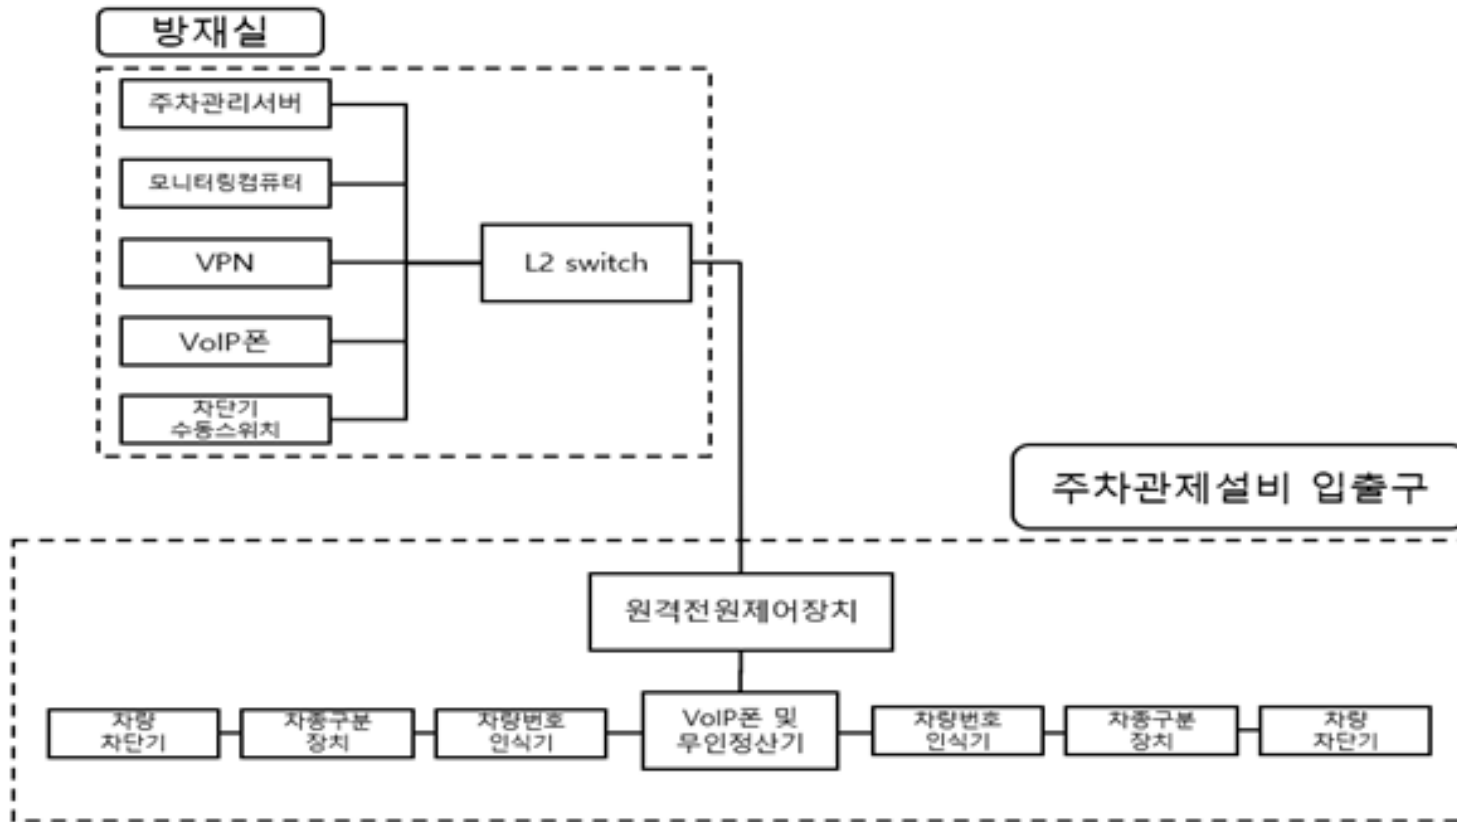 방재실
주차관리서버
모니터링컴퓨터
VPN
L2 switch
VoIP폰
차단기
수동스위치
주차관제설비 입출구
원격전원제어장치
차량
차단기
차종구분
장치
차량번호
인식기
VoIP폰 및
무인정산기
차량번호
인식기
차종구분
장치
차량
차단기